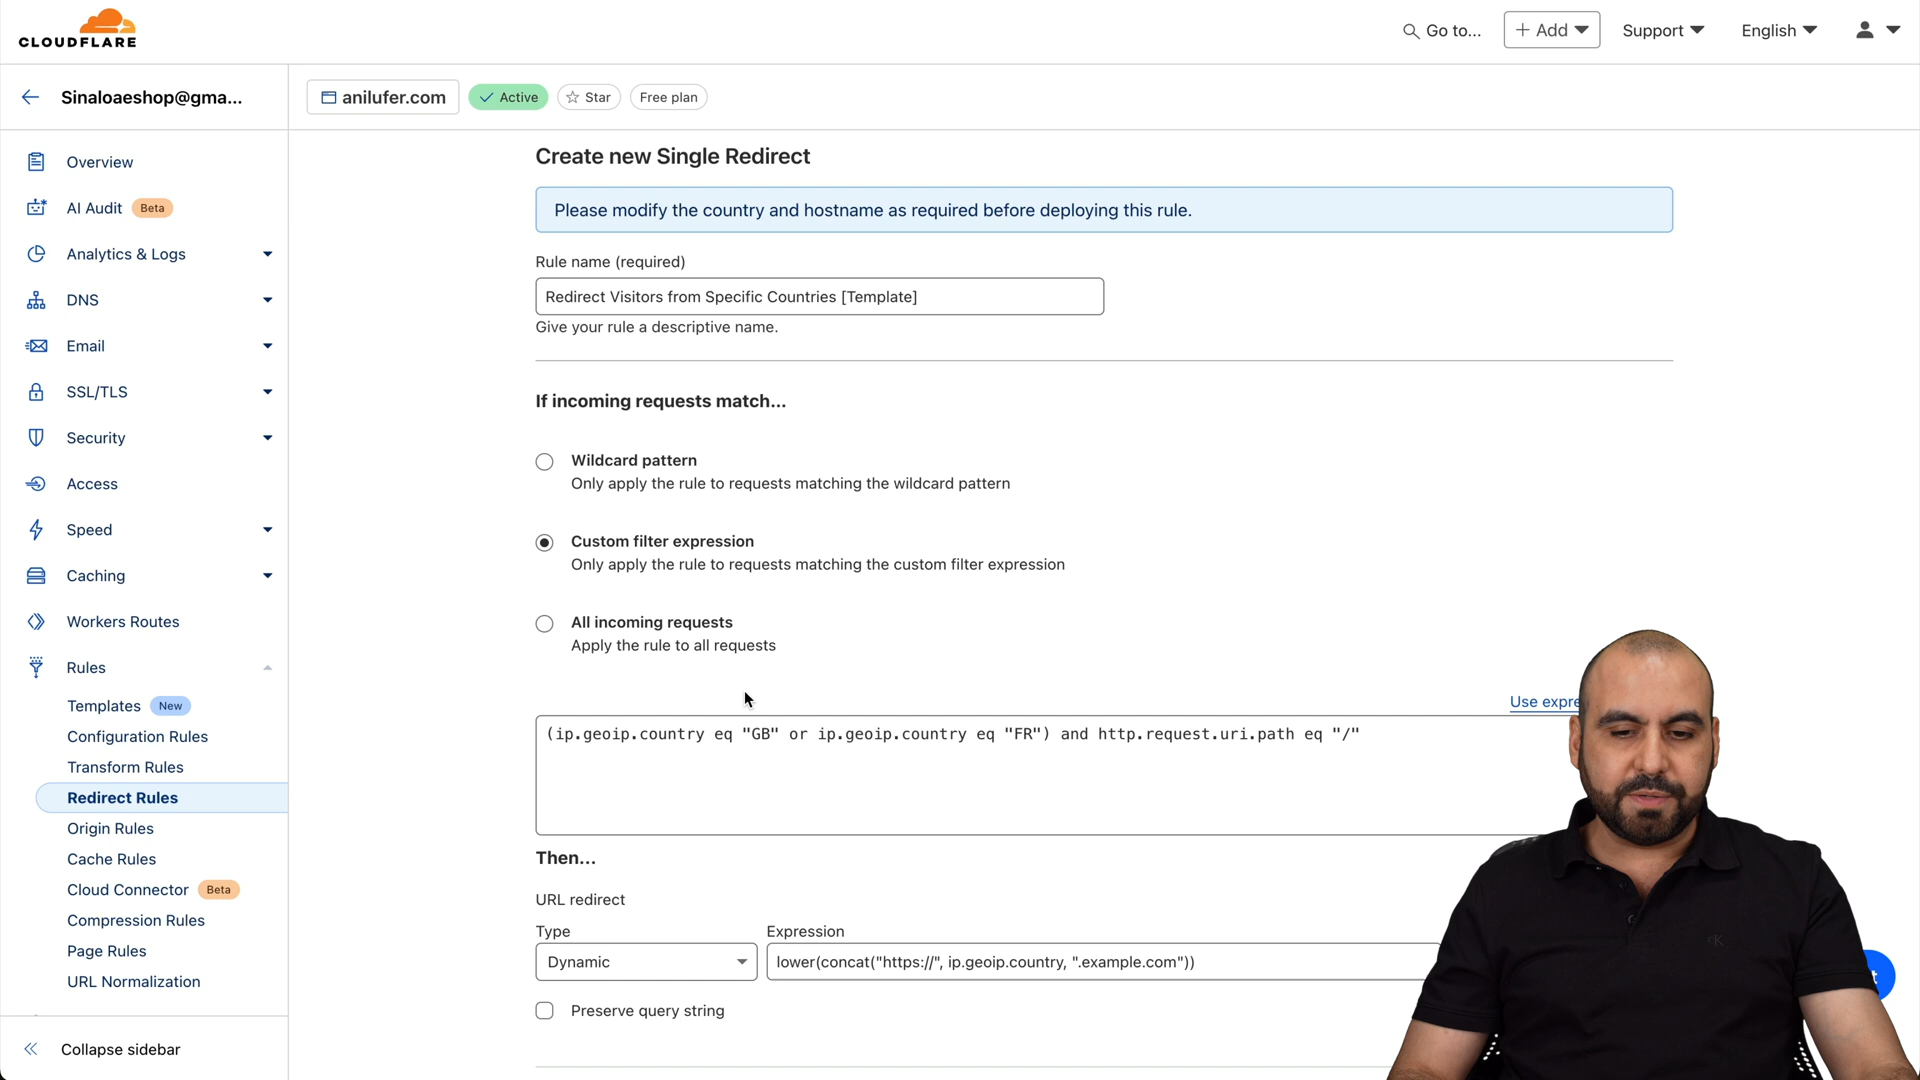 CLOUDFLARE
Go to...
+ Add
Support
English
Sinaloaeshop@gma...
anilufer.com
Active
Star
Free plan
Overview
AI Audit Beta
Analytics & Logs
DNS
Email
SSL/TLS
Security
Access
Speed
Caching
Workers Routes
Rules
Templates New
Configuration Rules
Transform Rules
Redirect Rules
Origin Rules
Cache Rules
Cloud Connector Beta
Compression Rules
Page Rules
URL Normalization
Collapse sidebar
Create new Single Redirect
Please modify the country and hostname as required before deploying this rule.
Rule name (required)
Redirect Visitors from Specific Countries [Template]
Give your rule a descriptive name.
If incoming requests match...
Wildcard pattern
Only apply the rule to requests matching the wildcard pattern
Custom filter expression
Only apply the rule to requests matching the custom filter expression
All incoming requests
Apply the rule to all requests
Use expre
(ip.geoip.country eq "GB" or ip.geoip.country eq "FR") and http.request.uri.path eq "/"
Then...
URL redirect
Type
Expression
Dynamic
lower(concat("https://", ip.geoip.country, ".example.com"))
Preserve query string